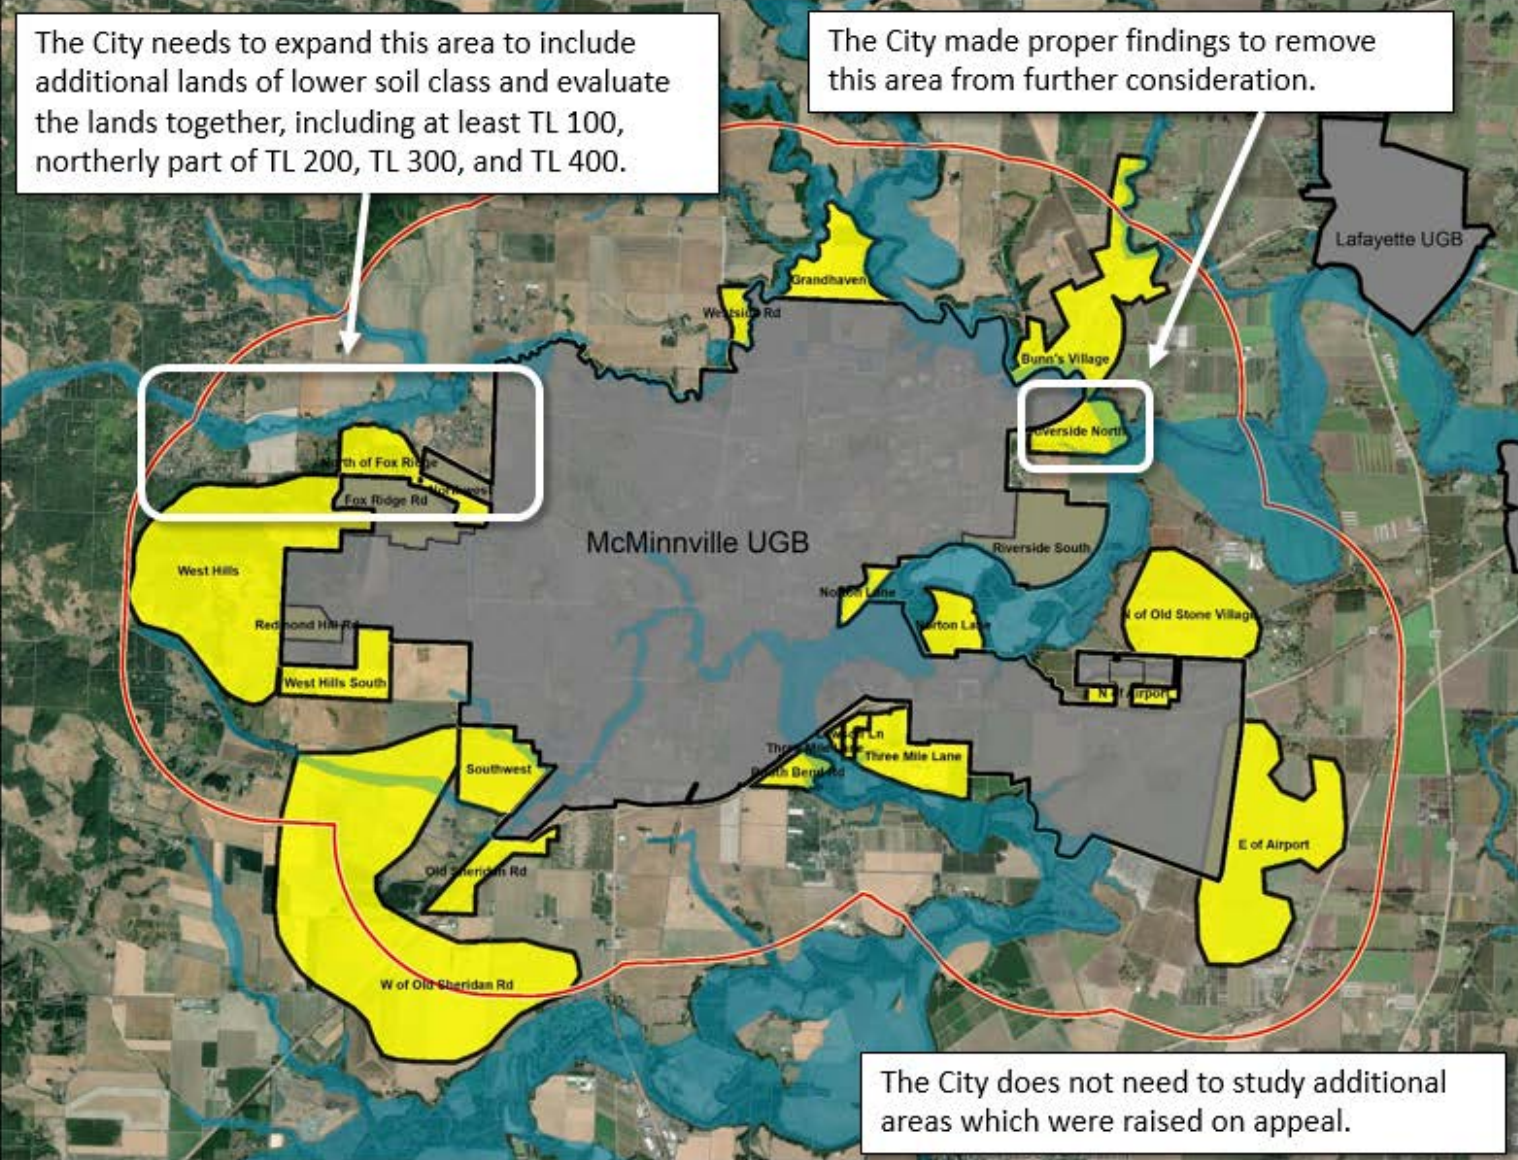 The City needs to expand this area to include
additional lands of lower soil class and evaluate
the lands together, including at least TL 100,
northerly part of TL 200, TL 300, and TL 400.
The City made proper findings to remove
this area from further consideration.
Lafayette UGB
Grandhaven
Westside Rd
Bunn's Village
Riverside North
North of Fox Ridge
Northwest
Fox Ridge Rd
McMinnville UGB
Riverside South
West Hills
Norton Lane
Redmond Hill Rd
Norton Lane
N of Old Stone Village
West Hills South
N of Airport
Lawson Ln
Three Mile Lane
Three Mile Lane
Southwest
South Bend Rd
E of Airport
Old Sheridan Rd
W of Old Sheridan Rd
The City does not need to study additional
areas which were raised on appeal.